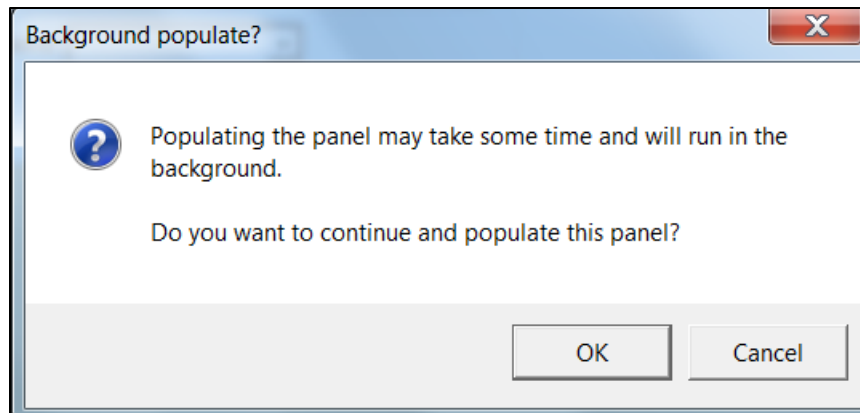 Background populate?
Populating the panel may take some time and will run in the
background.
Do you want to continue and populate this panel?
OK
Cancel